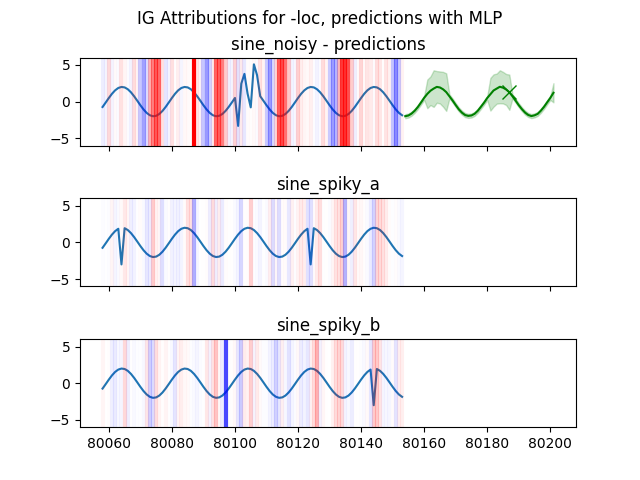 IG Attributions for -loc, predictions with MLP
sine_noisy - predictions
5
0
−5
sine_spiky_a
5
0
−5
sine_spiky_b
5
0
−5
80060 80080 80100 80120 80140 80160 80180 80200